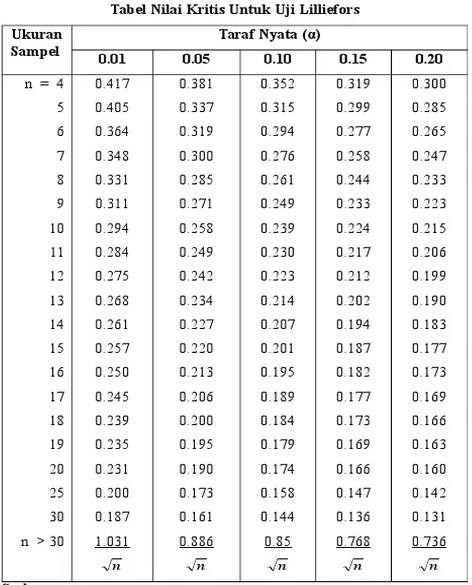 Tabel Nilai Kritis Untuk Uji Lilliefors
Ukuran Sampel Taraf Nyata (α)
0.01 0.05 0.10 0.15 0.20
n = 4 0.417 0.381 0.352 0.319 0.300
5 0.405 0.337 0.315 0.299 0.285
6 0.364 0.319 0.294 0.277 0.265
7 0.348 0.300 0.276 0.258 0.247
8 0.331 0.285 0.261 0.244 0.233
9 0.311 0.271 0.249 0.233 0.223
10 0.294 0.258 0.239 0.224 0.215
11 0.284 0.249 0.230 0.217 0.206
12 0.275 0.242 0.223 0.212 0.199
13 0.268 0.234 0.214 0.202 0.190
14 0.261 0.227 0.207 0.194 0.183
15 0.257 0.220 0.201 0.187 0.177
16 0.250 0.213 0.195 0.182 0.173
17 0.245 0.206 0.189 0.177 0.169
18 0.239 0.200 0.184 0.173 0.166
19 0.235 0.195 0.179 0.169 0.163
20 0.231 0.190 0.174 0.166 0.160
25 0.200 0.173 0.158 0.147 0.142
30 0.187 0.161 0.144 0.136 0.131
n > 30 1.031 0.886 0.85 0.768 0.736
√n √n √n √n √n